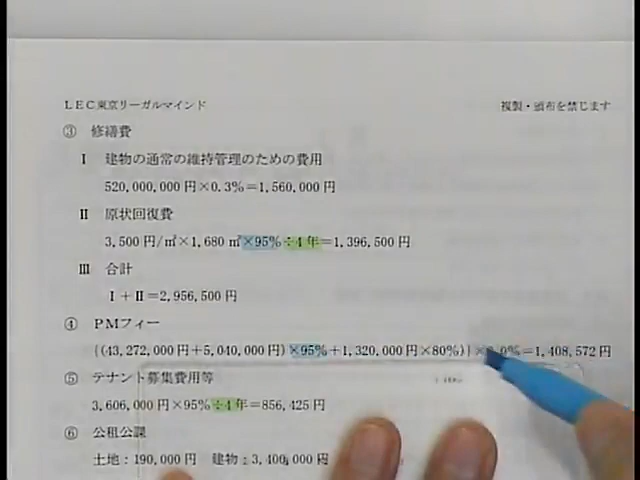 LEC東京リーガルマインド 複製・頒布を禁じます
③ 修繕費
Ⅰ 建物の通常の維持管理のための費用
520,000,000円×0.3%=1,560,000円
Ⅱ 原状回復費
3,500円/㎡×1,680㎡×95%÷4年=1,396,500円
Ⅲ 合計
Ⅰ+Ⅱ=2,956,500円
④ PMフィー
{(43,272,000円+5,040,000円)×95%+1,320,000円×80%)}×3.0%=1,408,572円
⑤ テナント募集費用等
3,606,000円×95%÷4年=856,425円
⑥ 公租公課
土地:190,000円 建物:3,400,000円